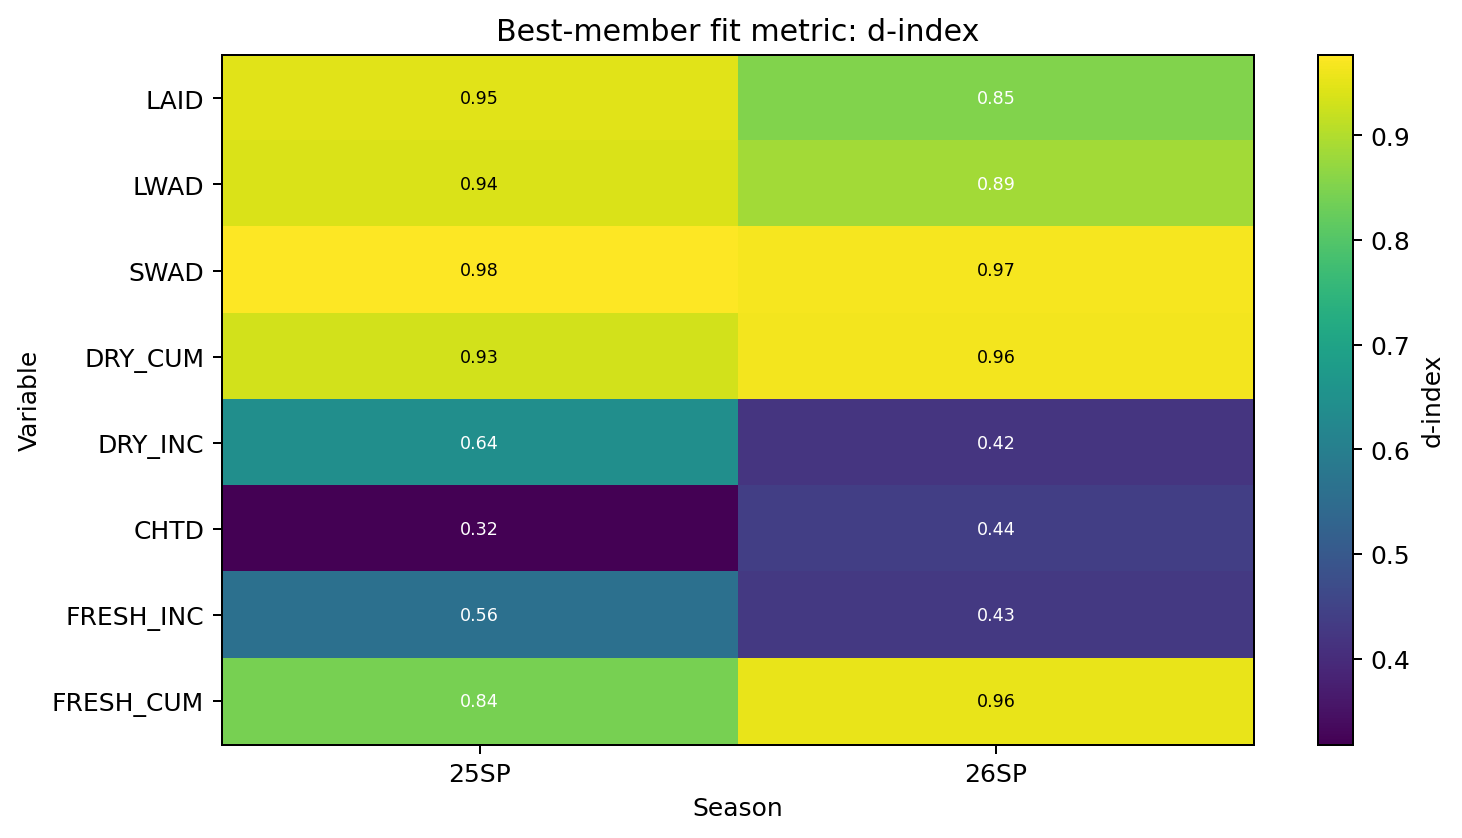 Best-member fit metric: d-index
LAID 0.95 0.85
LWAD 0.94 0.89
SWAD 0.98 0.97
DRY_CUM 0.93 0.96
DRY_INC 0.64 0.42
CHTD 0.32 0.44
FRESH_INC 0.56 0.43
FRESH_CUM 0.84 0.96
25SP 26SP
Season
Variable
0.9
0.8
0.7
0.6
0.5
0.4
d-index